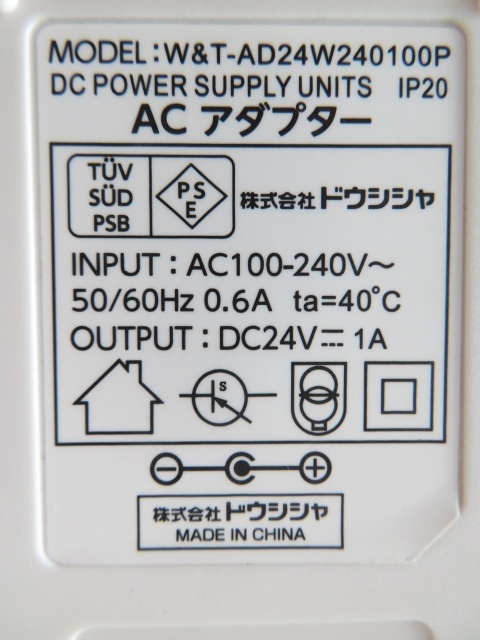 MODEL:W&T-AD24W240100P
DC POWER SUPPLY UNITS IP20
AC アダプター
TÜV
SÜD
PSB
PS
E
株式会社ドウシシャ
INPUT : AC100-240V～
50/60Hz 0.6A ta=40℃
OUTPUT : DC24V⎓ 1A
S
株式会社ドウシシャ
MADE IN CHINA